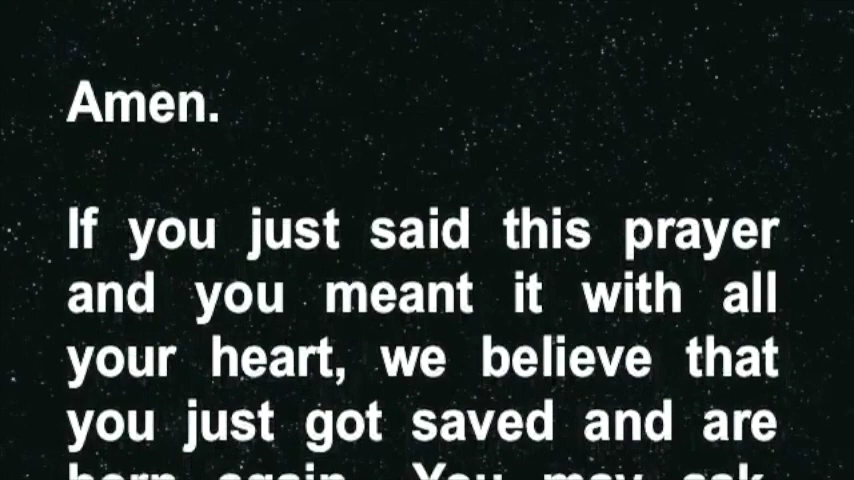 Amen.
If you just said this prayer
and you meant it with all
your heart, we believe that
you just got saved and are
born again. You may ask